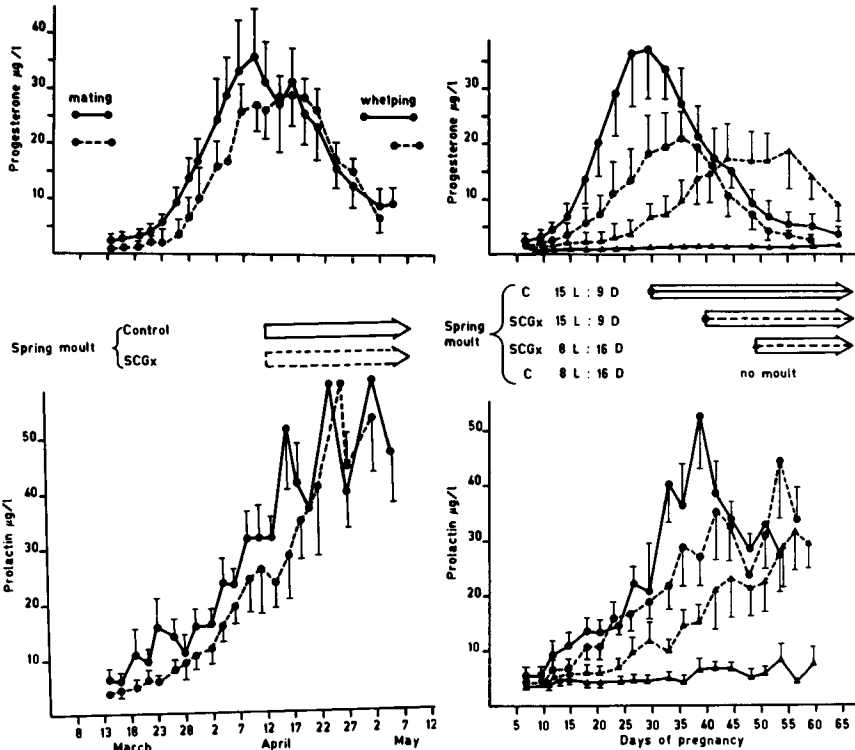 Progesterone µg/l
40
30
20
10
mating
whelping
Progesterone µg/l
40
30
20
10
Spring moult
Control
SCGx
Spring moult
C 15 L : 9 D
SCGx 15 L : 9 D
SCGx 8 L : 16 D
C 8 L : 16 D
no moult
Prolactin µg/l
50
40
30
20
10
8 13 18 23 28 2 7 12 17 22 27 2 7 12
March April May
Prolactin µg/l
50
40
30
20
10
5 10 15 20 25 30 35 40 45 50 55 60 65
Days of pregnancy